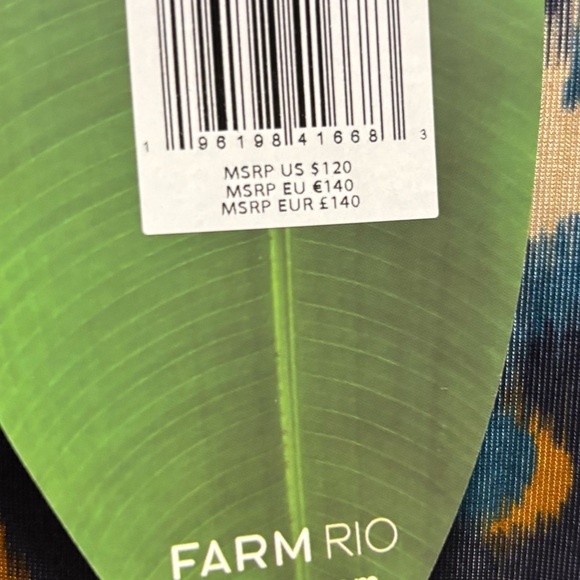 1 96198 41668 3
MSRP US $120
MSRP EU €140
MSRP EUR £140
FARM RIO